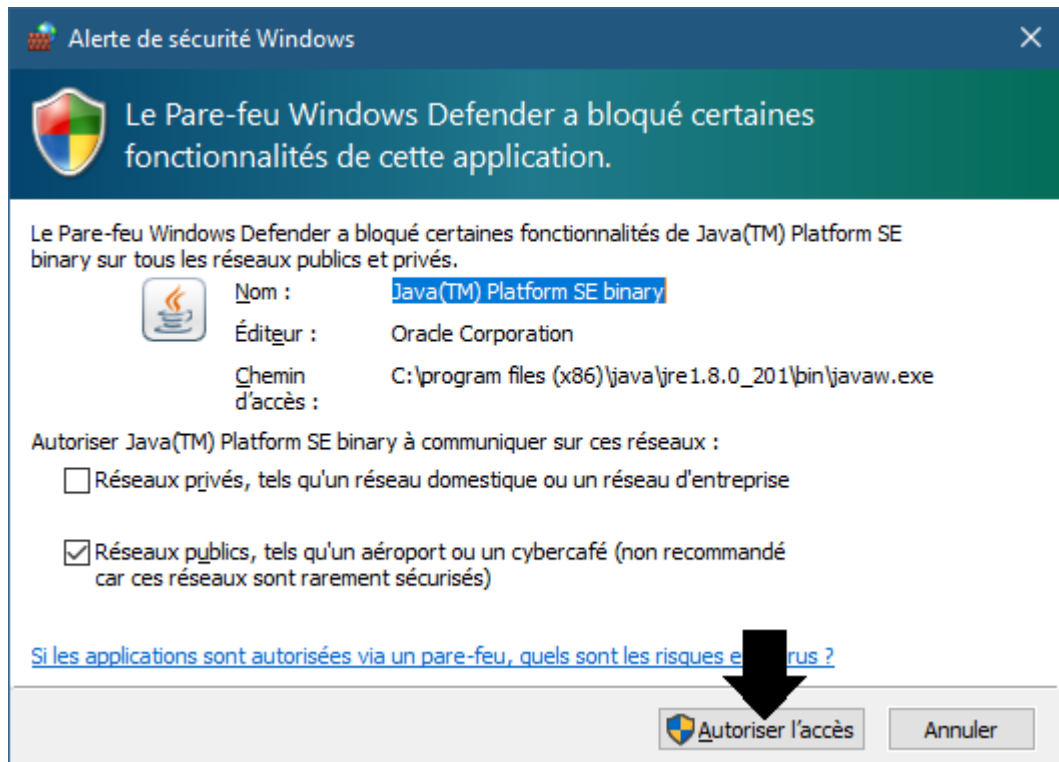 Alerte de sécurité Windows
Le Pare-feu Windows Defender a bloqué certaines
fonctionnalités de cette application.
Le Pare-feu Windows Defender a bloqué certaines fonctionnalités de Java(TM) Platform SE
binary sur tous les réseaux publics et privés.
Nom : Java(TM) Platform SE binary
Éditeur : Oracle Corporation
Chemin C:\program files (x86)\java\jre1.8.0_201\bin\javaw.exe
d'accès :
Autoriser Java(TM) Platform SE binary à communiquer sur ces réseaux :
Réseaux privés, tels qu'un réseau domestique ou un réseau d'entreprise
Réseaux publics, tels qu'un aéroport ou un cybercafé (non recommandé
car ces réseaux sont rarement sécurisés)
Si les applications sont autorisées via un pare-feu, quels sont les risques ?
Autoriser l'accès Annuler